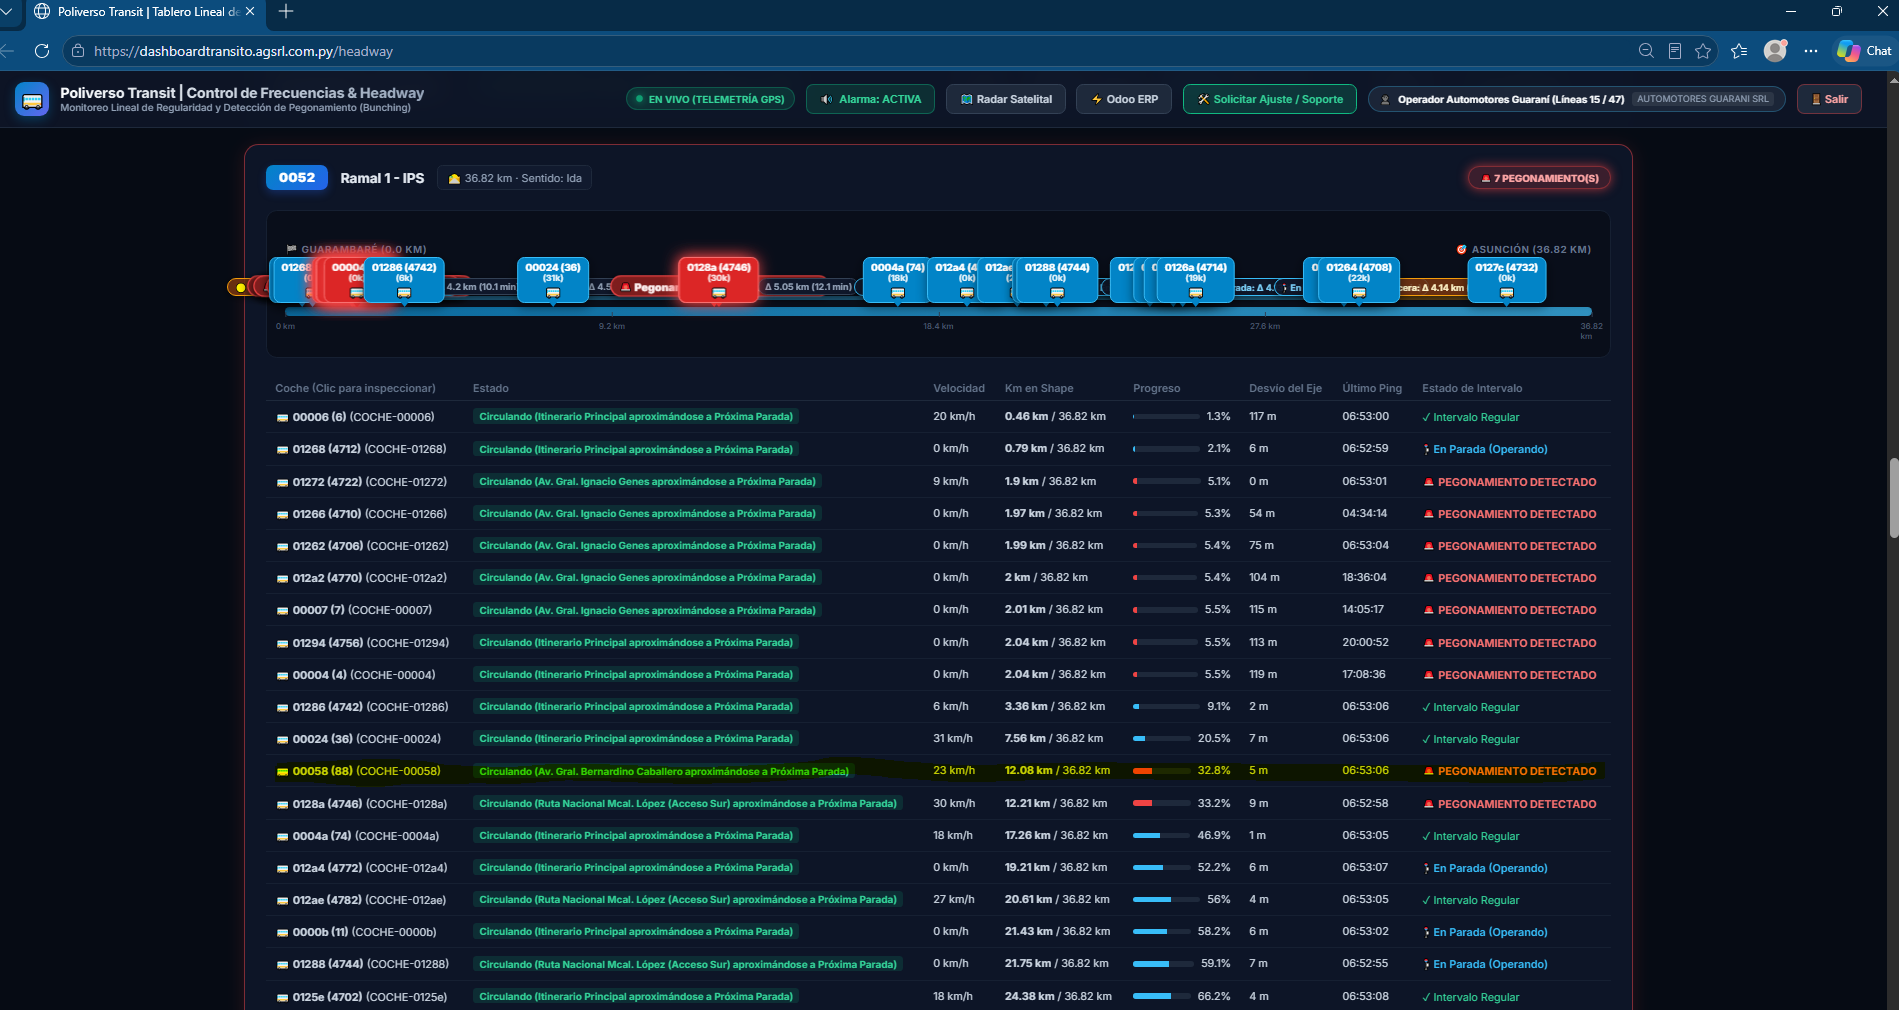 Poliverso Transit | Tablero Lineal de
https://dashboardtransito.agsrl.com.py/headway
Chat
Poliverso Transit | Control de Frecuencias & Headway
Monitoreo Lineal de Regularidad y Detección de Pegonamiento (Bunching)
EN VIVO (TELEMETRÍA GPS)
Alarma: ACTIVA
Radar Satelital
Odoo ERP
Solicitar Ajuste / Soporte
Operador Automotores Guaraní (Líneas 15 / 47) AUTOMOTORES GUARANI SRL
Salir
0052 Ramal 1 - IPS 36.82 km · Sentido: Ida
7 PEGONAMIENTO(S)
GUARAMBARÉ (0.0 KM)
ASUNCIÓN (36.82 KM)
01268
00004
(0k
01286 (4742)
(6k)
4.2 km (10.1 min
00024 (36)
(31k)
Δ 4.5
Pegona
0128a (4746)
(30k)
Δ 5.05 km (12.1 min)
0004a (74)
(18k)
012a4 (4
(0k)
012ae
01288 (4744)
(0k)
012
0126a (4714)
(19k)
rada: Δ 4.
En
01264 (4708)
(22k)
cera: Δ 4.14 km
0127c (4732)
(0k)
0 km
9.2 km
18.4 km
27.6 km
36.82
km
Coche (Clic para inspeccionar) Estado Velocidad Km en Shape Progreso Desvío del Eje Último Ping Estado de Intervalo
00006 (6) (COCHE-00006) Circulando (Itinerario Principal aproximándose a Próxima Parada) 20 km/h 0.46 km / 36.82 km 1.3% 117 m 06:53:00 ✓ Intervalo Regular
01268 (4712) (COCHE-01268) Circulando (Itinerario Principal aproximándose a Próxima Parada) 0 km/h 0.79 km / 36.82 km 2.1% 6 m 06:52:59 En Parada (Operando)
01272 (4722) (COCHE-01272) Circulando (Av. Gral. Ignacio Genes aproximándose a Próxima Parada) 9 km/h 1.9 km / 36.82 km 5.1% 0 m 06:53:01 PEGONAMIENTO DETECTADO
01266 (4710) (COCHE-01266) Circulando (Av. Gral. Ignacio Genes aproximándose a Próxima Parada) 0 km/h 1.97 km / 36.82 km 5.3% 54 m 04:34:14 PEGONAMIENTO DETECTADO
01262 (4706) (COCHE-01262) Circulando (Av. Gral. Ignacio Genes aproximándose a Próxima Parada) 0 km/h 1.99 km / 36.82 km 5.4% 75 m 06:53:04 PEGONAMIENTO DETECTADO
012a2 (4770) (COCHE-012a2) Circulando (Av. Gral. Ignacio Genes aproximándose a Próxima Parada) 0 km/h 2 km / 36.82 km 5.4% 104 m 18:36:04 PEGONAMIENTO DETECTADO
00007 (7) (COCHE-00007) Circulando (Av. Gral. Ignacio Genes aproximándose a Próxima Parada) 0 km/h 2.01 km / 36.82 km 5.5% 115 m 14:05:17 PEGONAMIENTO DETECTADO
01294 (4756) (COCHE-01294) Circulando (Itinerario Principal aproximándose a Próxima Parada) 0 km/h 2.04 km / 36.82 km 5.5% 113 m 20:00:52 PEGONAMIENTO DETECTADO
00004 (4) (COCHE-00004) Circulando (Itinerario Principal aproximándose a Próxima Parada) 0 km/h 2.04 km / 36.82 km 5.5% 119 m 17:08:36 PEGONAMIENTO DETECTADO
01286 (4742) (COCHE-01286) Circulando (Itinerario Principal aproximándose a Próxima Parada) 6 km/h 3.36 km / 36.82 km 9.1% 2 m 06:53:06 ✓ Intervalo Regular
00024 (36) (COCHE-00024) Circulando (Itinerario Principal aproximándose a Próxima Parada) 31 km/h 7.56 km / 36.82 km 20.5% 7 m 06:53:06 ✓ Intervalo Regular
00058 (88) (COCHE-00058) Circulando (Av. Gral. Bernardino Caballero aproximándose a Próxima Parada) 23 km/h 12.08 km / 36.82 km 32.8% 5 m 06:53:06 PEGONAMIENTO DETECTADO
0128a (4746) (COCHE-0128a) Circulando (Ruta Nacional Mcal. López (Acceso Sur) aproximándose a Próxima Parada) 30 km/h 12.21 km / 36.82 km 33.2% 9 m 06:52:58 PEGONAMIENTO DETECTADO
0004a (74) (COCHE-0004a) Circulando (Itinerario Principal aproximándose a Próxima Parada) 18 km/h 17.26 km / 36.82 km 46.9% 1 m 06:53:05 ✓ Intervalo Regular
012a4 (4772) (COCHE-012a4) Circulando (Itinerario Principal aproximándose a Próxima Parada) 0 km/h 19.21 km / 36.82 km 52.2% 6 m 06:53:07 En Parada (Operando)
012ae (4782) (COCHE-012ae) Circulando (Ruta Nacional Mcal. López (Acceso Sur) aproximándose a Próxima Parada) 27 km/h 20.61 km / 36.82 km 56% 4 m 06:53:05 ✓ Intervalo Regular
0000b (11) (COCHE-0000b) Circulando (Itinerario Principal aproximándose a Próxima Parada) 0 km/h 21.43 km / 36.82 km 58.2% 6 m 06:53:02 En Parada (Operando)
01288 (4744) (COCHE-01288) Circulando (Ruta Nacional Mcal. López (Acceso Sur) aproximándose a Próxima Parada) 0 km/h 21.75 km / 36.82 km 59.1% 7 m 06:52:55 En Parada (Operando)
0125e (4702) (COCHE-0125e) Circulando (Itinerario Principal aproximándose a Próxima Parada) 18 km/h 24.38 km / 36.82 km 66.2% 4 m 06:53:08 ✓ Intervalo Regular